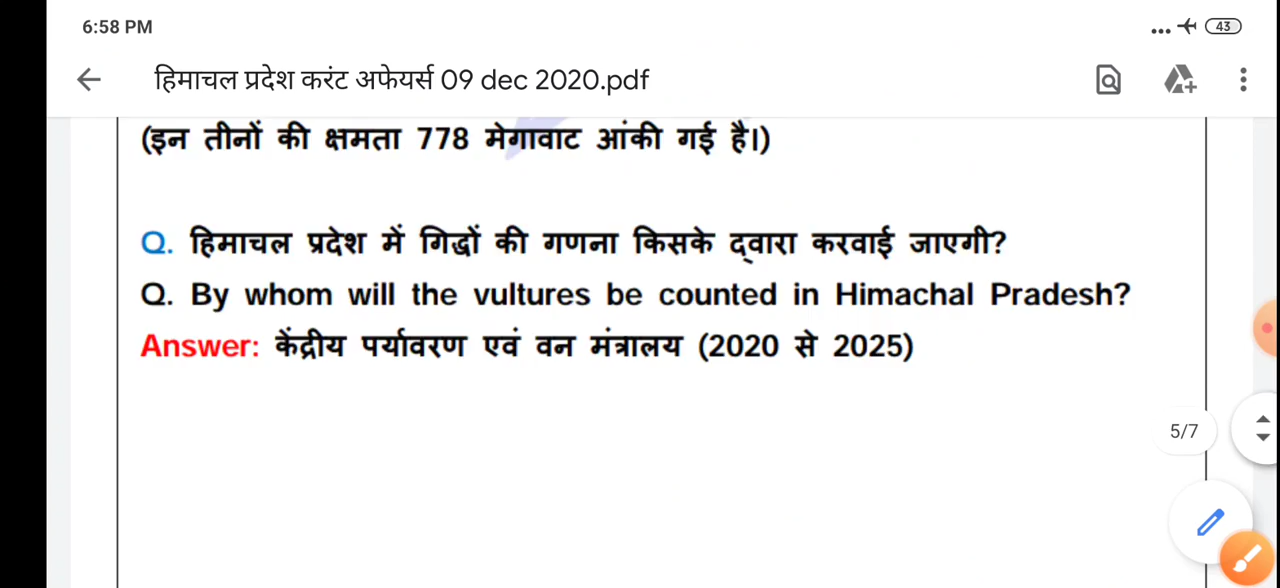 6:58 PM
43
हिमाचल प्रदेश करंट अफेयर्स 09 dec 2020.pdf
(इन तीनों की क्षमता 778 मेगावाट आंकी गई है।)
Q. हिमाचल प्रदेश में गिद्धों की गणना किसके द्वारा करवाई जाएगी?
Q. By whom will the vultures be counted in Himachal Pradesh?
Answer: केंद्रीय पर्यावरण एवं वन मंत्रालय (2020 से 2025)
5/7